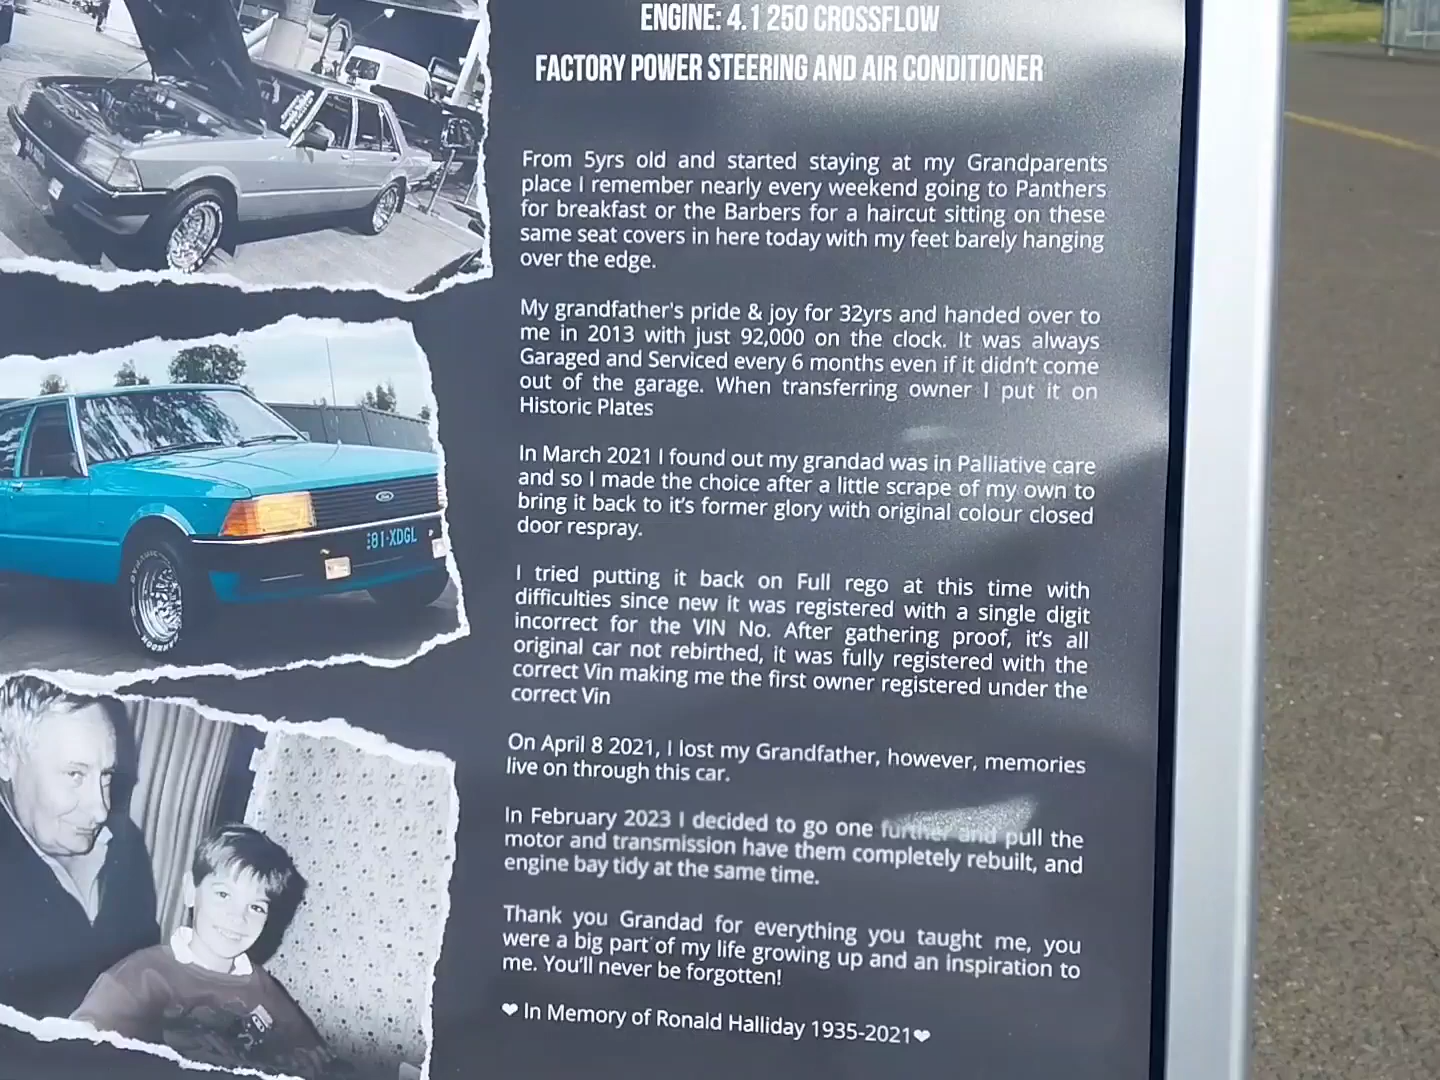 ENGINE: 4.1 250 CROSSFLOW
FACTORY POWER STEERING AND AIR CONDITIONER
From 5yrs old and started staying at my Grandparents
place I remember nearly every weekend going to Panthers
for breakfast or the Barbers for a haircut sitting on these
same seat covers in here today with my feet barely hanging
over the edge.
My grandfather's pride & joy for 32yrs and handed over to
me in 2013 with just 92,000 on the clock. It was always
Garaged and Serviced every 6 months even if it didn't come
out of the garage. When transferring owner I put it on
Historic Plates
In March 2021 I found out my grandad was in Palliative care
and so I made the choice after a little scrape of my own to
bring it back to it's former glory with original colour closed
door respray.
I tried putting it back on Full rego at this time with
difficulties since new it was registered with a single digit
incorrect for the VIN No. After gathering proof, it's all
original car not rebirthed, it was fully registered with the
correct Vin making me the first owner registered under the
correct Vin
On April 8 2021, I lost my Grandfather, however, memories
live on through this car.
In February 2023 I decided to go one further and pull the
motor and transmission have them completely rebuilt, and
engine bay tidy at the same time.
Thank you Grandad for everything you taught me, you
were a big part of my life growing up and an inspiration to
me. You'll never be forgotten!
❤ In Memory of Ronald Halliday 1935-2021❤
Ford
81·XDGL